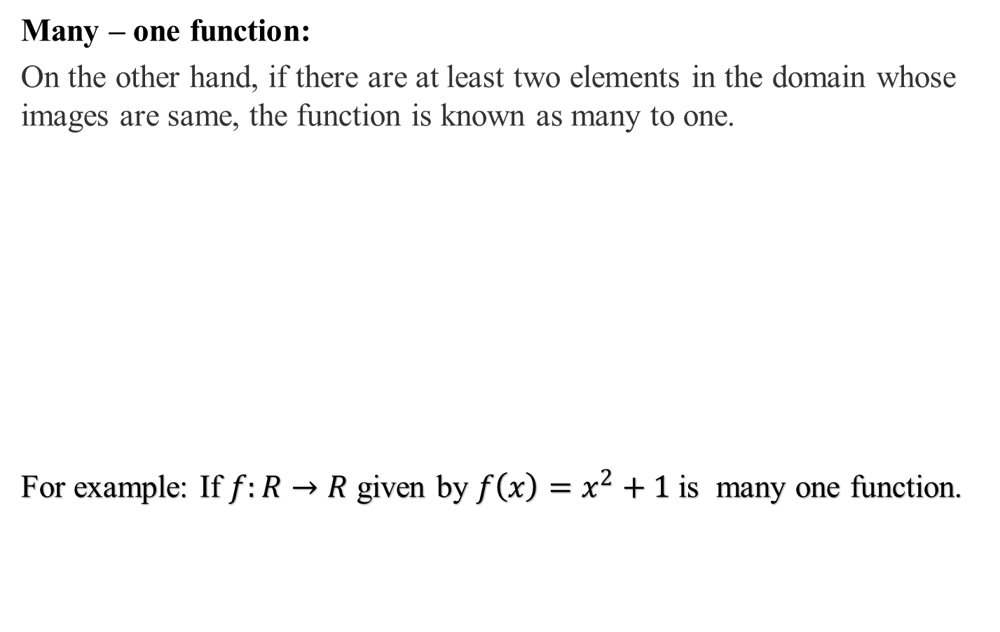 Many – one function:
On the other hand, if there are at least two elements in the domain whose
images are same, the function is known as many to one.
For example: If 𝑓: 𝑅 → 𝑅 given by 𝑓(𝑥) = 𝑥² + 1 is many one function.